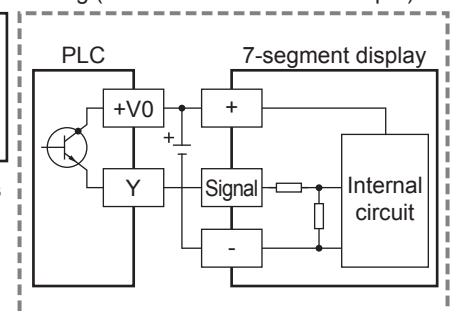 PLC
7-segment display
+V0
+
+
Y
Signal
Internal
circuit
-